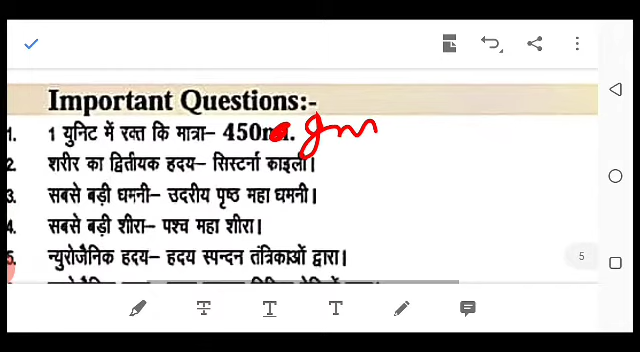 Important Questions:-
1. 1 युनिट में रक्त कि मात्रा– 450 gm
2. शरीर का द्वितीयक हृदय– सिस्टर्ना काइली।
3. सबसे बड़ी धमनी– उदरीय पृष्ठ महा धमनी।
4. सबसे बड़ी शीरा– पश्च महा शीरा।
5. न्युरोजैनिक हृदय– हृदय स्पन्दन तंत्रिकाओं द्वारा।
5